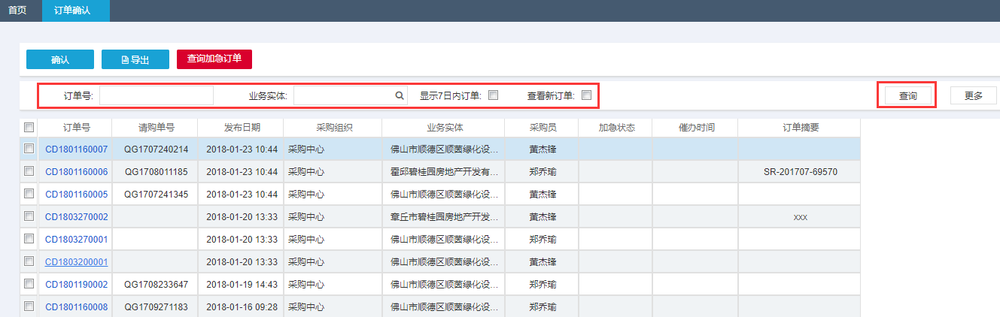 首页 订单确认
确认 导出 查询加急订单
订单号: 业务实体: 显示7日内订单: 查看新订单: 查询 更多
订单号 请购单号 发布日期 采购组织 业务实体 采购员 加急状态 催办时间 订单摘要
CD1801160007 QG1707240214 2018-01-23 10:44 采购中心 佛山市顺德区顺茵绿化设... 黄杰锋
CD1801160006 QG1708011185 2018-01-23 10:44 采购中心 霍邱碧桂园房地产开发有... 郑乔瑜 SR-201707-69570
CD1801160005 QG1707241345 2018-01-23 10:44 采购中心 佛山市顺德区顺茵绿化设... 黄杰锋
CD1803270002 2018-01-20 13:33 采购中心 章丘市碧桂园房地产开发... 黄杰锋 xxx
CD1803270001 2018-01-20 13:33 采购中心 佛山市顺德区顺茵绿化设... 郑乔瑜
CD1803200001 2018-01-20 13:33 采购中心 佛山市顺德区顺茵绿化设... 黄杰锋
CD1801190002 QG1708233647 2018-01-19 14:43 采购中心 佛山市顺德区顺茵绿化设... 郑乔瑜
CD1801160008 QG1709271183 2018-01-16 09:28 采购中心 佛山市顺德区顺茵绿化设... 郑乔瑜